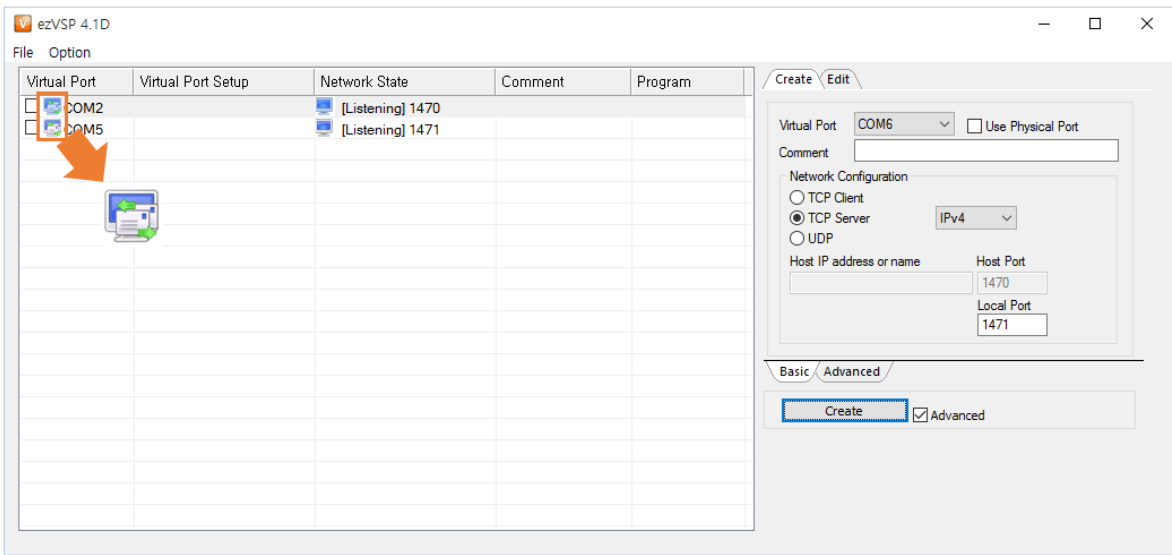 ezVSP 4.1D
File Option
Virtual Port Virtual Port Setup Network State Comment Program
COM2 [Listening] 1470
COM5 [Listening] 1471
Create Edit
Virtual Port COM6 Use Physical Port
Comment
Network Configuration
TCP Client
TCP Server IPv4
UDP
Host IP address or name Host Port
1470
Local Port
1471
Basic Advanced
Create Advanced